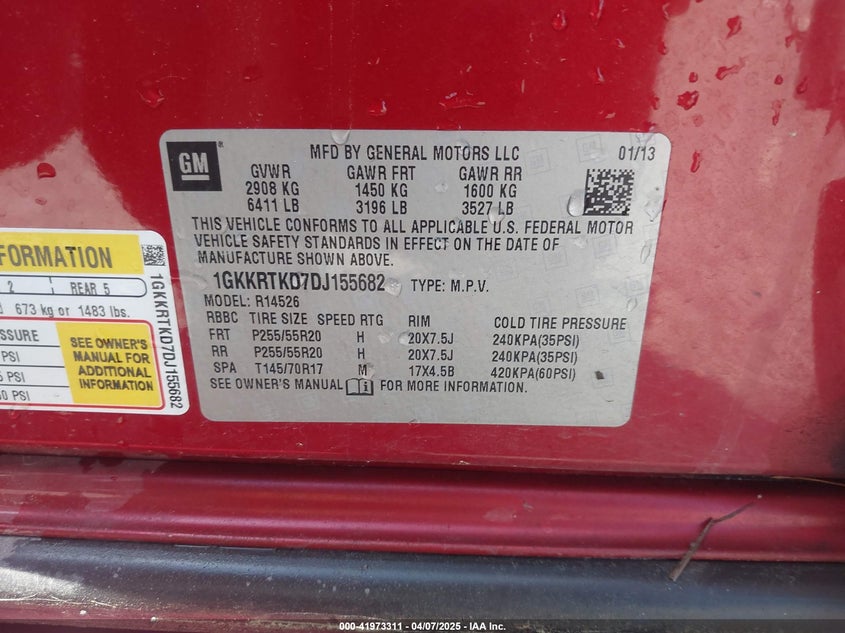 GM
®
MFD BY GENERAL MOTORS LLC 01/13
GVWR GAWR FRT GAWR RR
2908 KG 1450 KG 1600 KG
6411 LB 3196 LB 3527 LB
THIS VEHICLE CONFORMS TO ALL APPLICABLE U.S. FEDERAL MOTOR
VEHICLE SAFETY STANDARDS IN EFFECT ON THE DATE OF
MANUFACTURE SHOWN ABOVE.
1GKKRTKD7DJ155682 TYPE: M.P.V.
MODEL: R14526
RBBC TIRE SIZE SPEED RTG RIM COLD TIRE PRESSURE
FRT P255/55R20 H 20X7.5J 240KPA(35PSI)
RR P255/55R20 H 20X7.5J 240KPA(35PSI)
SPA T145/70R17 M 17X4.5B 420KPA(60PSI)
SEE OWNER'S MANUAL FOR MORE INFORMATION.
2 REAR 5
673 kg or 1483 lbs.
PSI
PSI
PSI
SEE OWNER'S
MANUAL FOR
ADDITIONAL
INFORMATION
1GKKRTKD7DJ155682
000-41973311 - 04/07/2025 - IAA Inc.